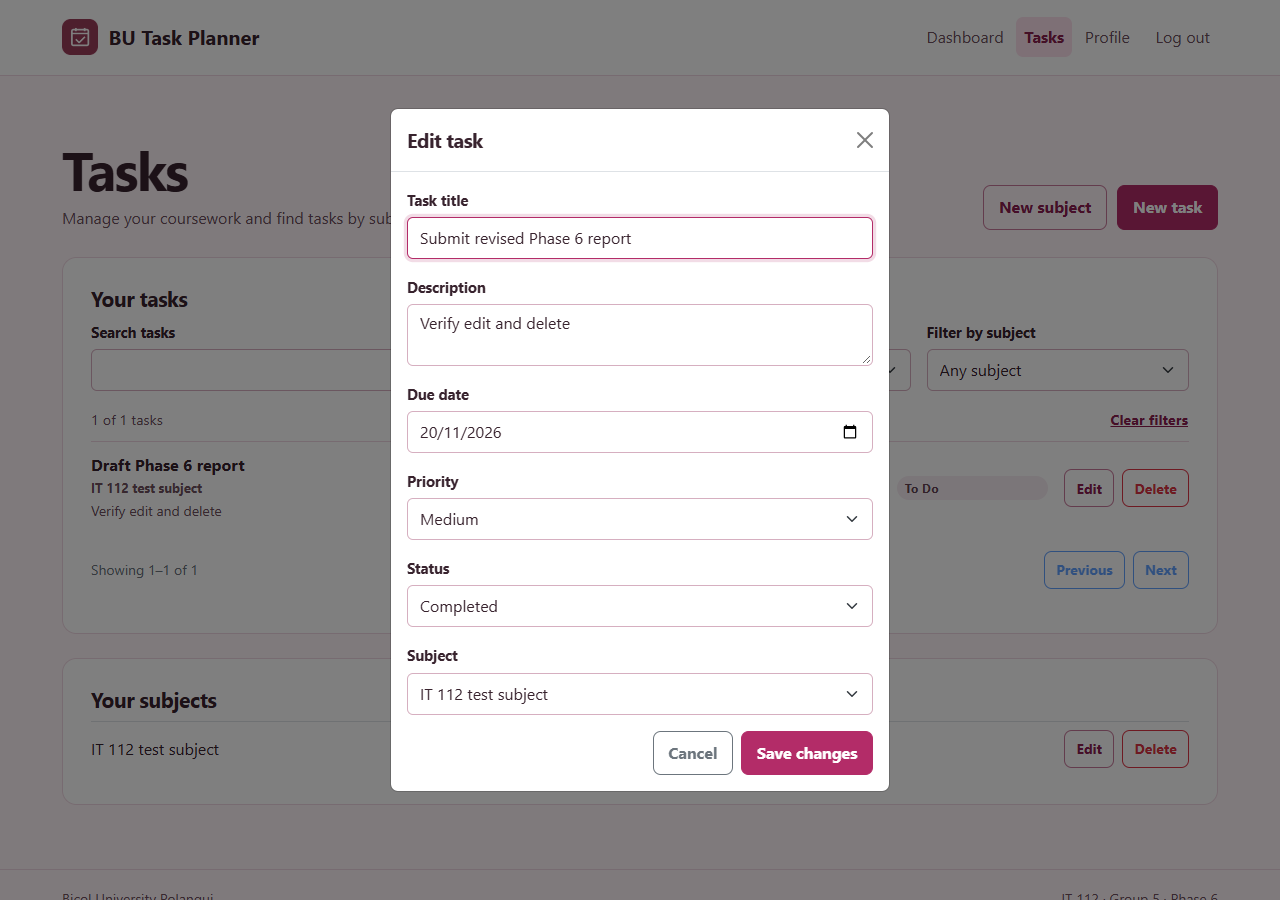 BU Task Planner
Dashboard
Tasks
Profile
Log out
Tasks
Manage your coursework and find tasks by
New subject
New task
Your tasks
Search tasks
Filter by subject
Any subject
1 of 1 tasks
Clear filters
Draft Phase 6 report
IT 112 test subject
Verify edit and delete
To Do
Edit
Delete
Showing 1–1 of 1
Previous
Next
Your subjects
IT 112 test subject
Edit
Delete
Edit task
Task title
Submit revised Phase 6 report
Description
Verify edit and delete
Due date
20/11/2026
Priority
Medium
Status
Completed
Subject
IT 112 test subject
Cancel
Save changes
Bicol University Polangui
IT 112 · Group 5 · Phase 6